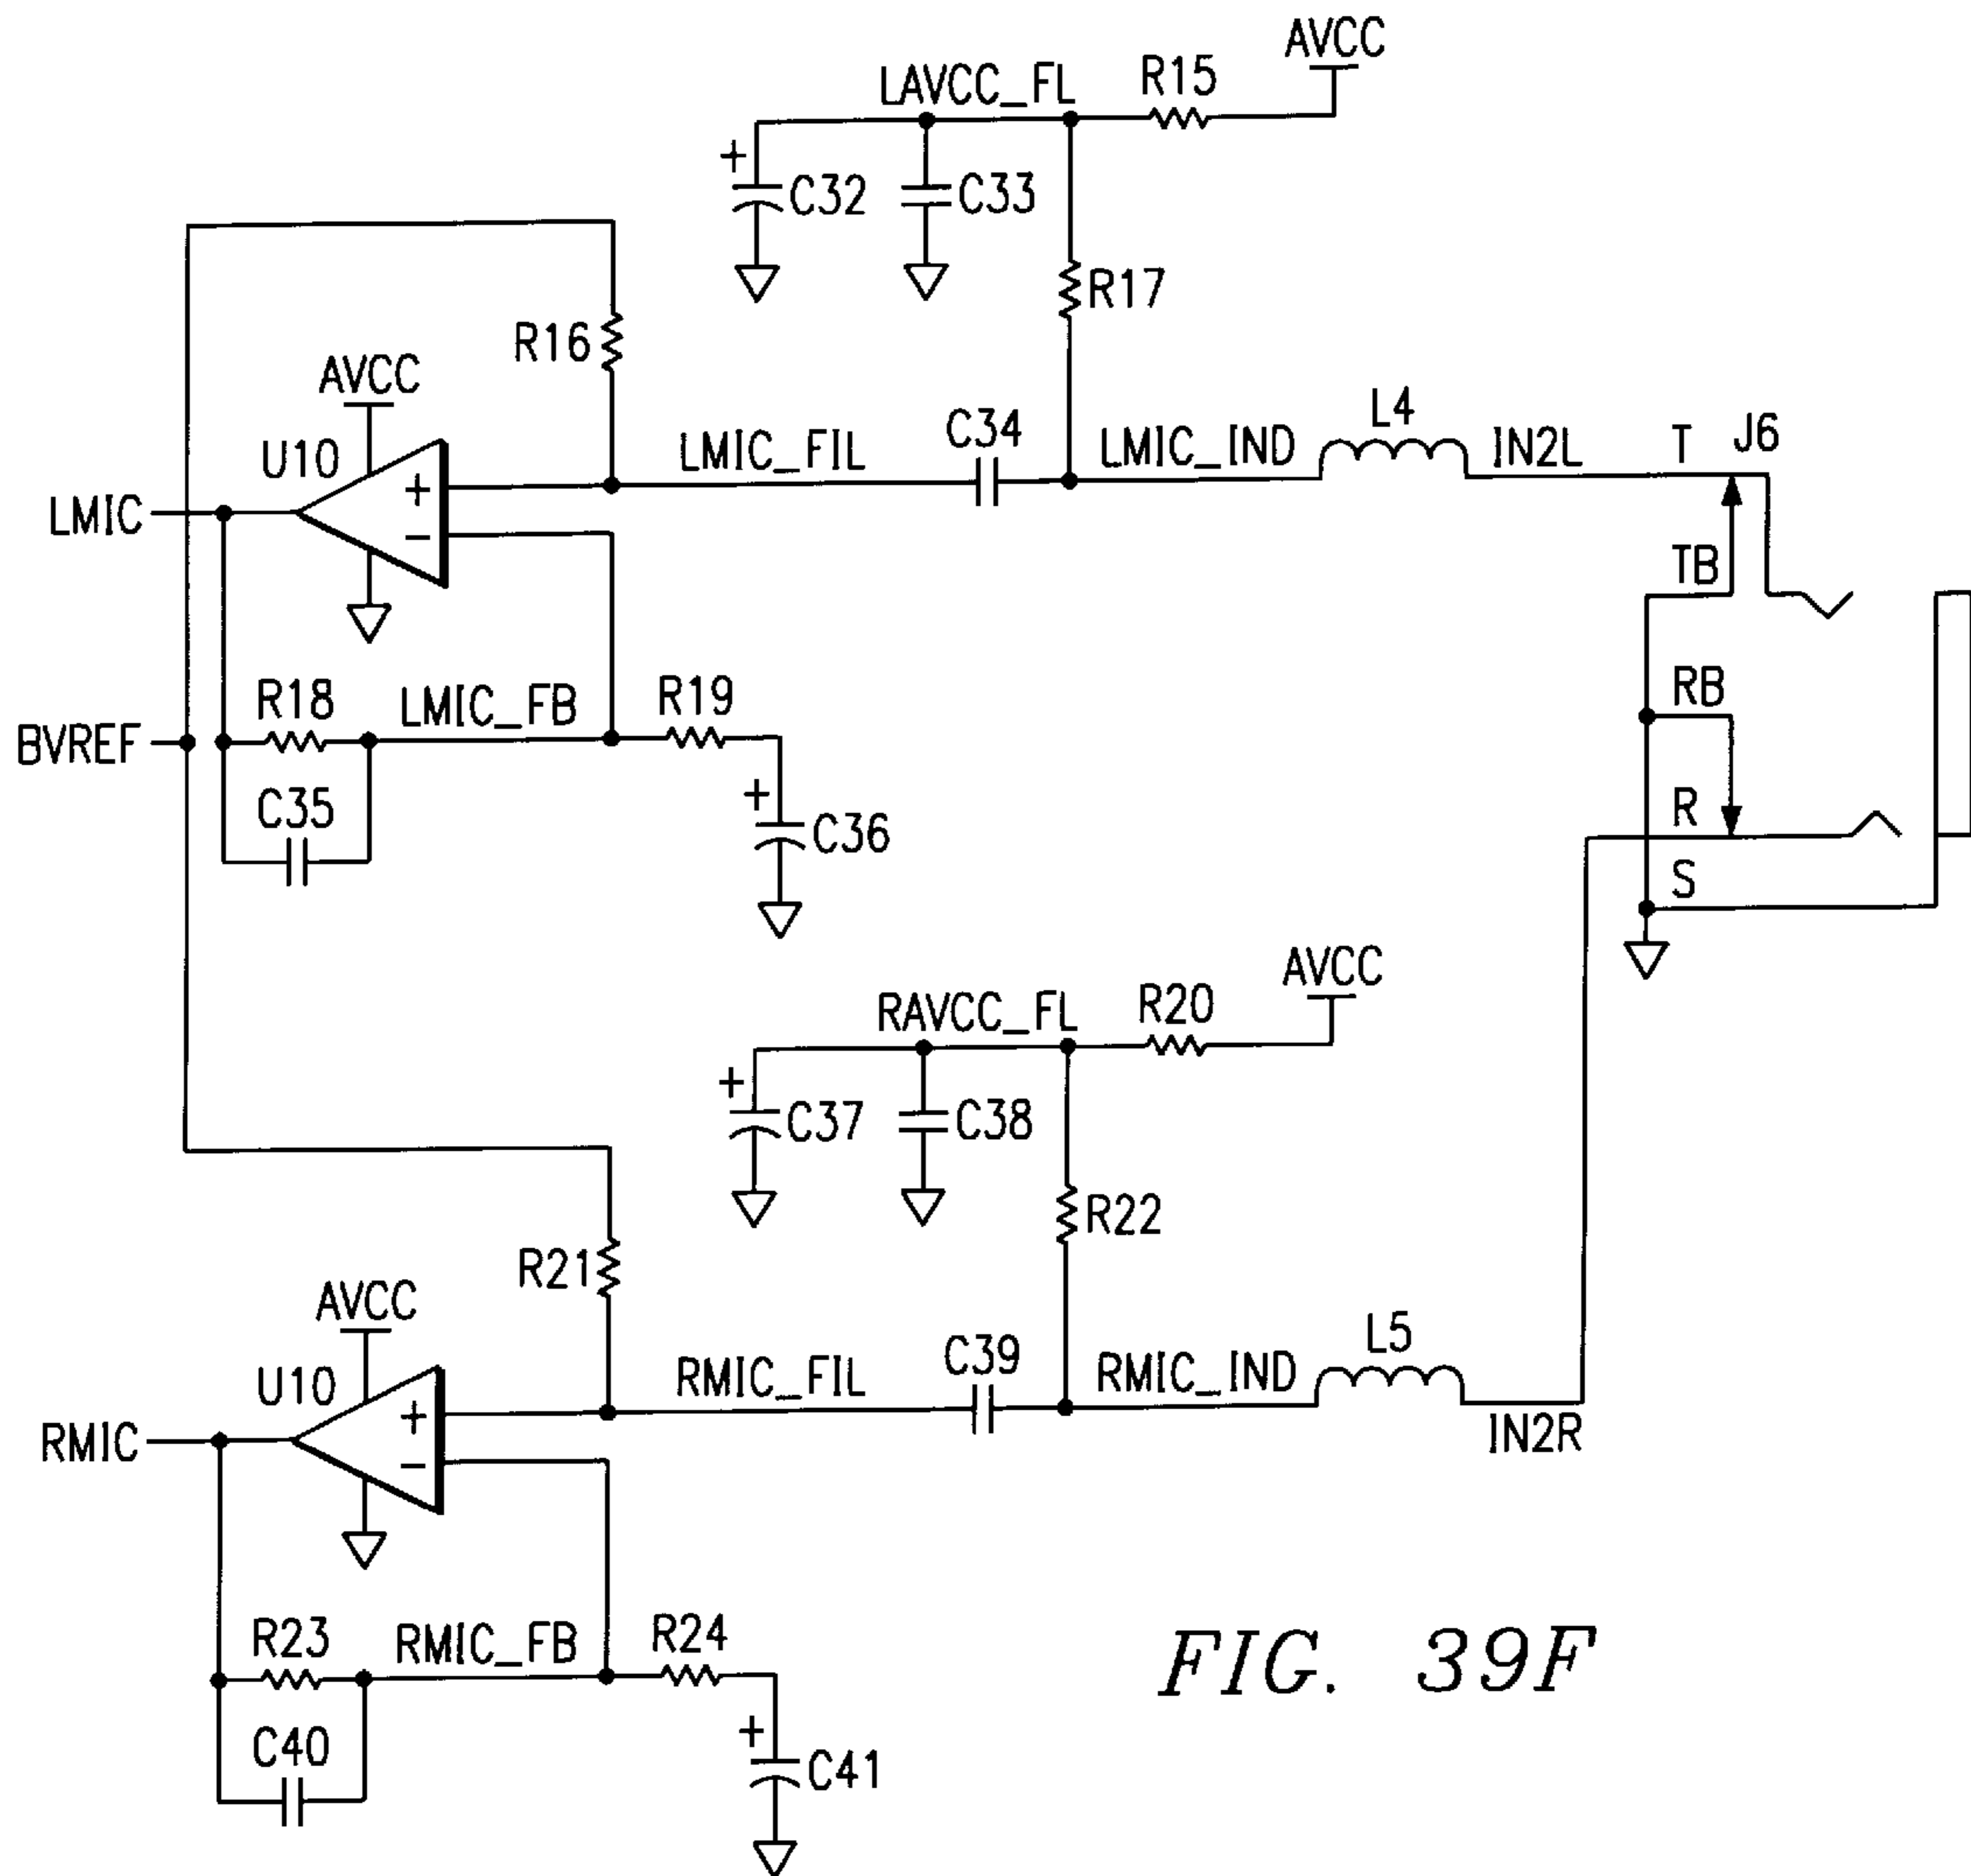 AVCC
LAVCC_FL
R15
+
C32
C33
R17
R16
AVCC
U10
+
−
LMIC
LMIC_FIL
C34
LMIC_IND
L4
IN2L
T
J6
TB
RB
R
S
BVREF
R18
LMIC_FB
R19
C35
+
C36
AVCC
RAVCC_FL
R20
+
C37
C38
R22
R21
AVCC
U10
+
−
RMIC
RMIC_FIL
C39
RMIC_IND
L5
IN2R
R23
RMIC_FB
R24
C40
+
C41
FIG. 39F